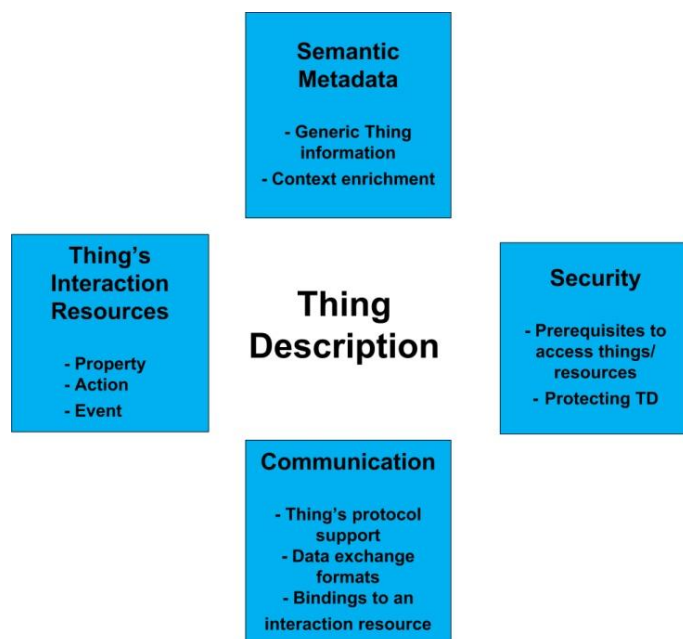 Semantic
Metadata
- Generic Thing
information
- Context enrichment
Thing’s
Interaction
Resources
- Property
- Action
- Event
Thing
Description
Security
- Prerequisites to
access things/
resources
- Protecting TD
Communication
- Thing’s protocol
support
- Data exchange
formats
- Bindings to an
interaction resource